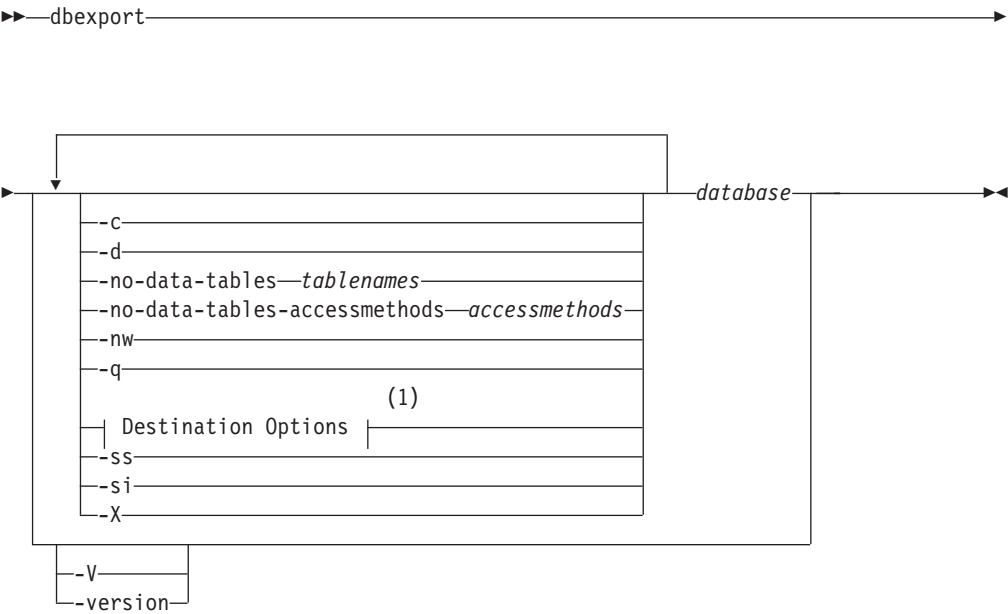 dbexport
database
-c
-d
-no-data-tables tablenames
-no-data-tables-accessmethods accessmethods
-nw
-q
(1)
Destination Options
-ss
-si
-X
-V
-version